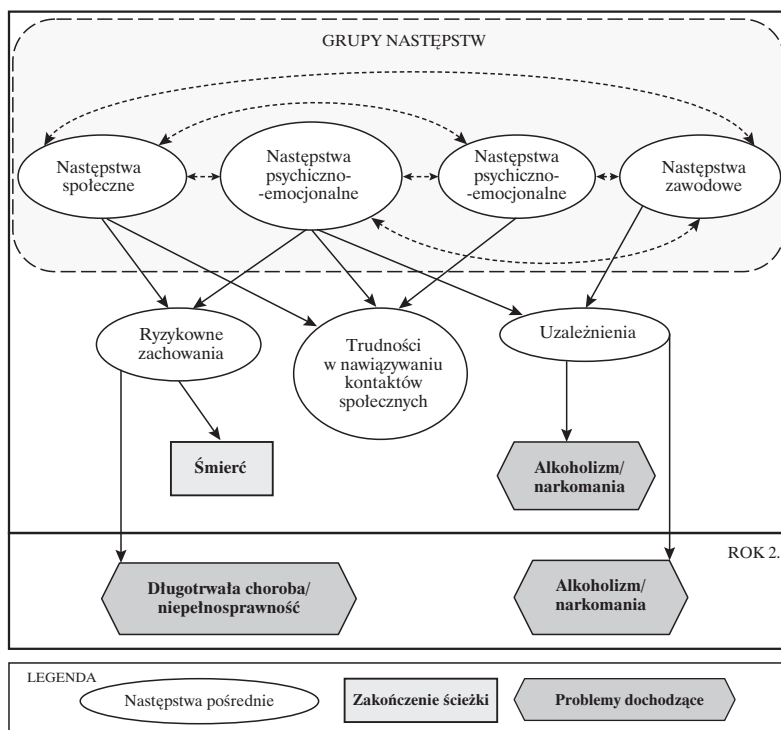 GRUPY NASTĘPSTW
Następstwa
społeczne
Następstwa
psychiczno-
-emocjonalne
Następstwa
psychiczno-
-emocjonalne
Następstwa
zawodowe
Ryzykowne
zachowania
Trudności
w nawiązywaniu
kontaktów
społecznych
Uzależnienia
Śmierć
Alkoholizm/
narkomania
ROK 2.
Długotrwała choroba/
niepełnosprawność
Alkoholizm/
narkomania
LEGENDA
Następstwa pośrednie
Zakończenie ścieżki
Problemy dochodzące